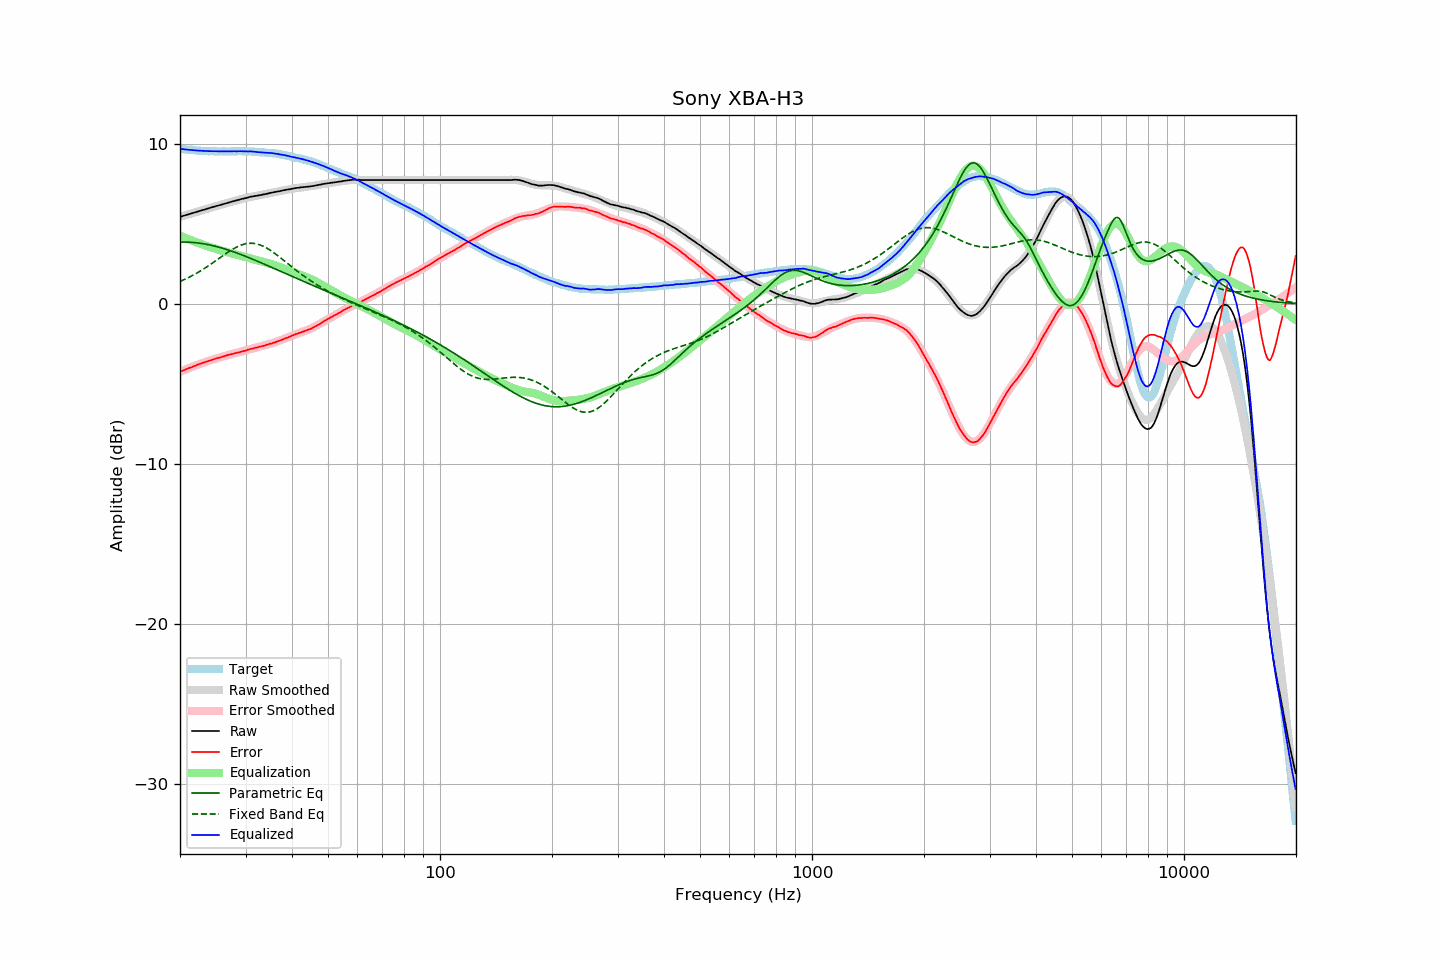 Sony XBA-H3
Amplitude (dBr)
10
0
−10
−20
−30
Target
Raw Smoothed
Error Smoothed
Raw
Error
Equalization
Parametric Eq
Fixed Band Eq
Equalized
100
1000
10000
Frequency (Hz)